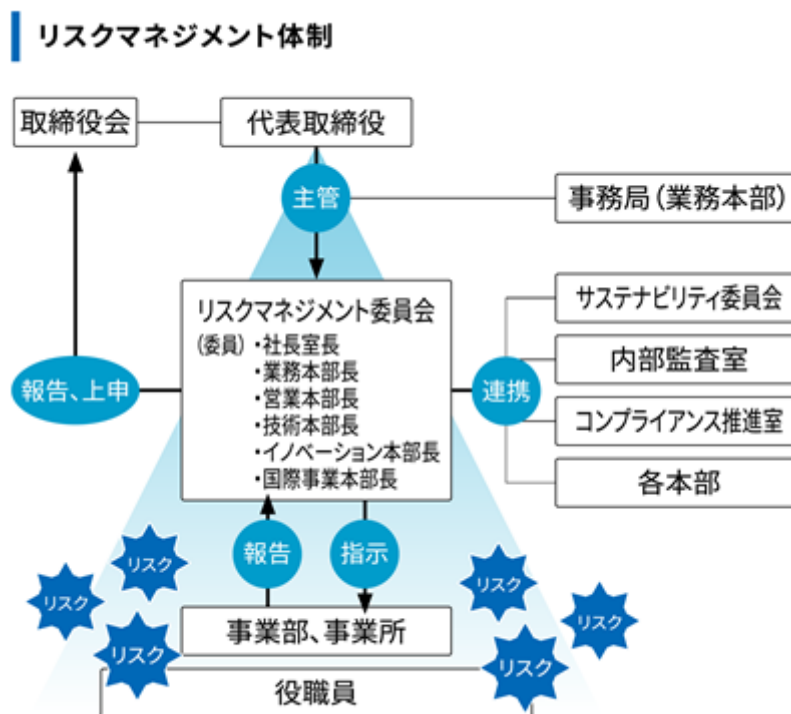 リスクマネジメント体制
取締役会
代表取締役
主管
事務局(業務本部)
リスクマネジメント委員会
(委員)・社長室長
・業務本部長
・営業本部長
・技術本部長
・イノベーション本部長
・国際事業本部長
報告、上申
連携
サステナビリティ委員会
内部監査室
コンプライアンス推進室
各本部
報告
指示
リスク
リスク
リスク
リスク
リスク
リスク
事業部、事業所
役職員